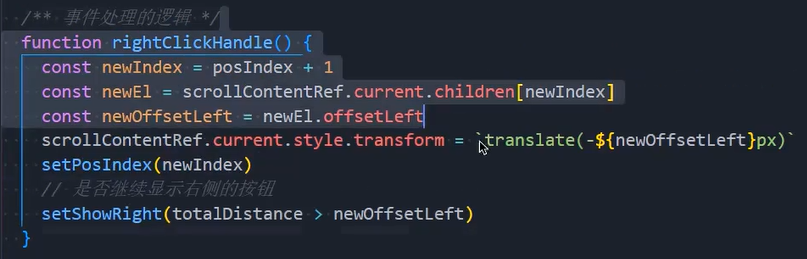 /** 事件处理的逻辑 */
function rightClickHandle() {
const newIndex = posIndex + 1
const newEl = scrollContentRef.current.children[newIndex]
const newOffsetLeft = newEl.offsetLeft
scrollContentRef.current.style.transform = `translate(-${newOffsetLeft}px)`
setPosIndex(newIndex)
// 是否继续显示右侧的按钮
setShowRight(totalDistance > newOffsetLeft)
}